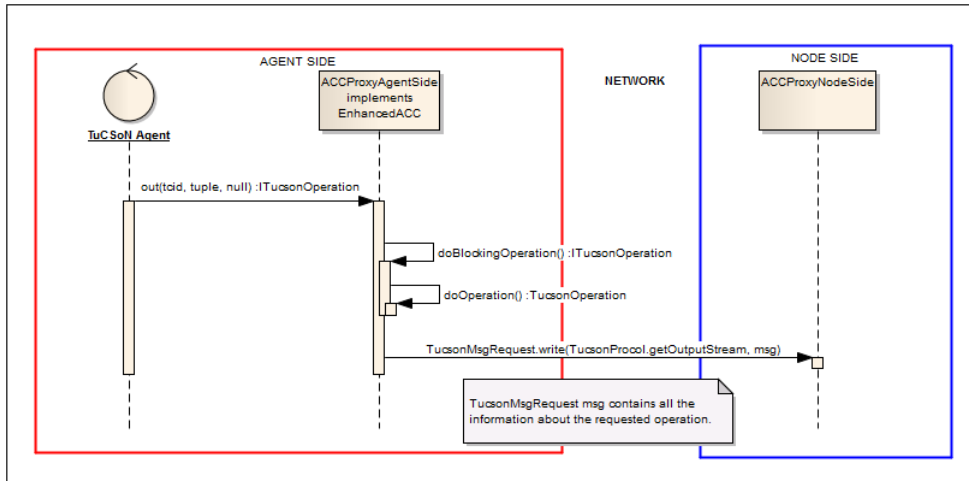 AGENT SIDE
NODE SIDE
ACCProxyAgentSide
implements
EnhancedACC
NETWORK
ACCProxyNodeSide
TuCSoN Agent
out(tcid, tuple, null) :ITucsonOperation
doBlockingOperation() :ITucsonOperation
doOperation() :TucsonOperation
TucsonMsgRequest.write(TucsonProcol.getOutputStream, msg)
TucsonMsgRequest msg contains all the
information about the requested operation.